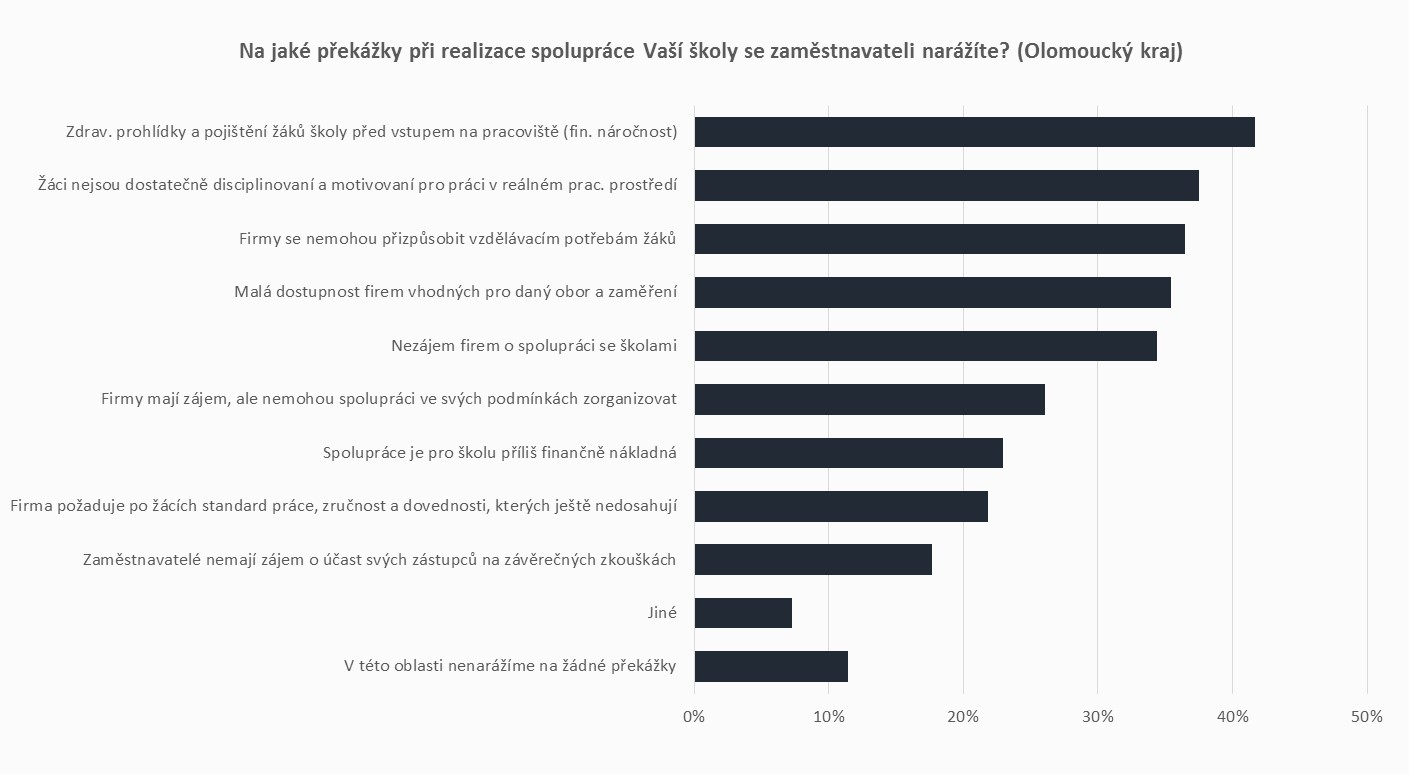 Na jaké překážky při realizace spolupráce Vaší školy se zaměstnavateli narážíte? (Olomoucký kraj)
Zdrav. prohlídky a pojištění žáků školy před vstupem na pracoviště (fin. náročnost)
Žáci nejsou dostatečně disciplinovaní a motivovaní pro práci v reálném prac. prostředí
Firmy se nemohou přizpůsobit vzdělávacím potřebám žáků
Malá dostupnost firem vhodných pro daný obor a zaměření
Nezájem firem o spolupráci se školami
Firmy mají zájem, ale nemohou spolupráci ve svých podmínkách zorganizovat
Spolupráce je pro školu příliš finančně nákladná
Firma požaduje po žácích standard práce, zručnost a dovednosti, kterých ještě nedosahují
Zaměstnavatelé nemají zájem o účast svých zástupců na závěrečných zkouškách
Jiné
V této oblasti nenarážíme na žádné překážky
0% 10% 20% 30% 40% 50%